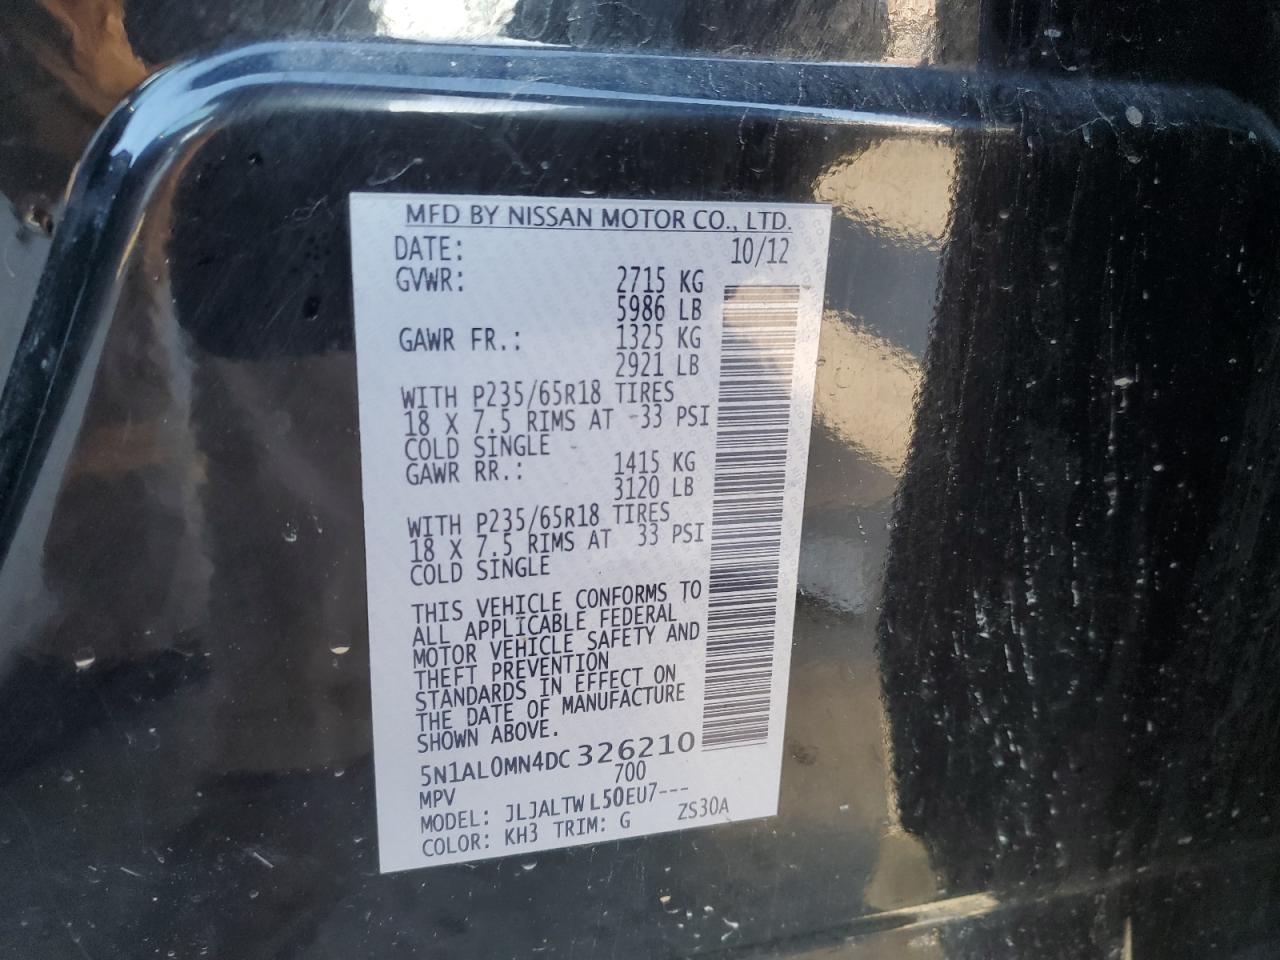 MFD BY NISSAN MOTOR CO., LTD.
DATE: 10/12
GVWR: 2715 KG
5986 LB
GAWR FR.: 1325 KG
2921 LB
WITH P235/65R18 TIRES
18 X 7.5 RIMS AT 33 PSI
COLD SINGLE
GAWR RR.: 1415 KG
3120 LB
WITH P235/65R18 TIRES
18 X 7.5 RIMS AT 33 PSI
COLD SINGLE
THIS VEHICLE CONFORMS TO
ALL APPLICABLE FEDERAL
MOTOR VEHICLE SAFETY AND
THEFT PREVENTION
STANDARDS IN EFFECT ON
THE DATE OF MANUFACTURE
SHOWN ABOVE.
5N1AL0MN4DC 326210
MPV 700
MODEL: JLJALTWL50EU7---
COLOR: KH3 TRIM: G ZS30A